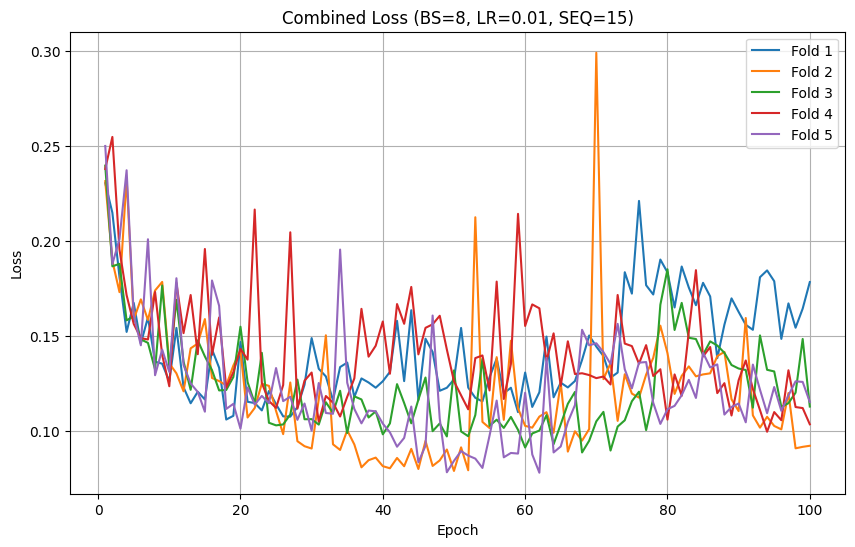 Combined Loss (BS=8, LR=0.01, SEQ=15)
Loss
0.30
0.25
0.20
0.15
0.10
0
20
40
60
80
100
Epoch
Fold 1
Fold 2
Fold 3
Fold 4
Fold 5